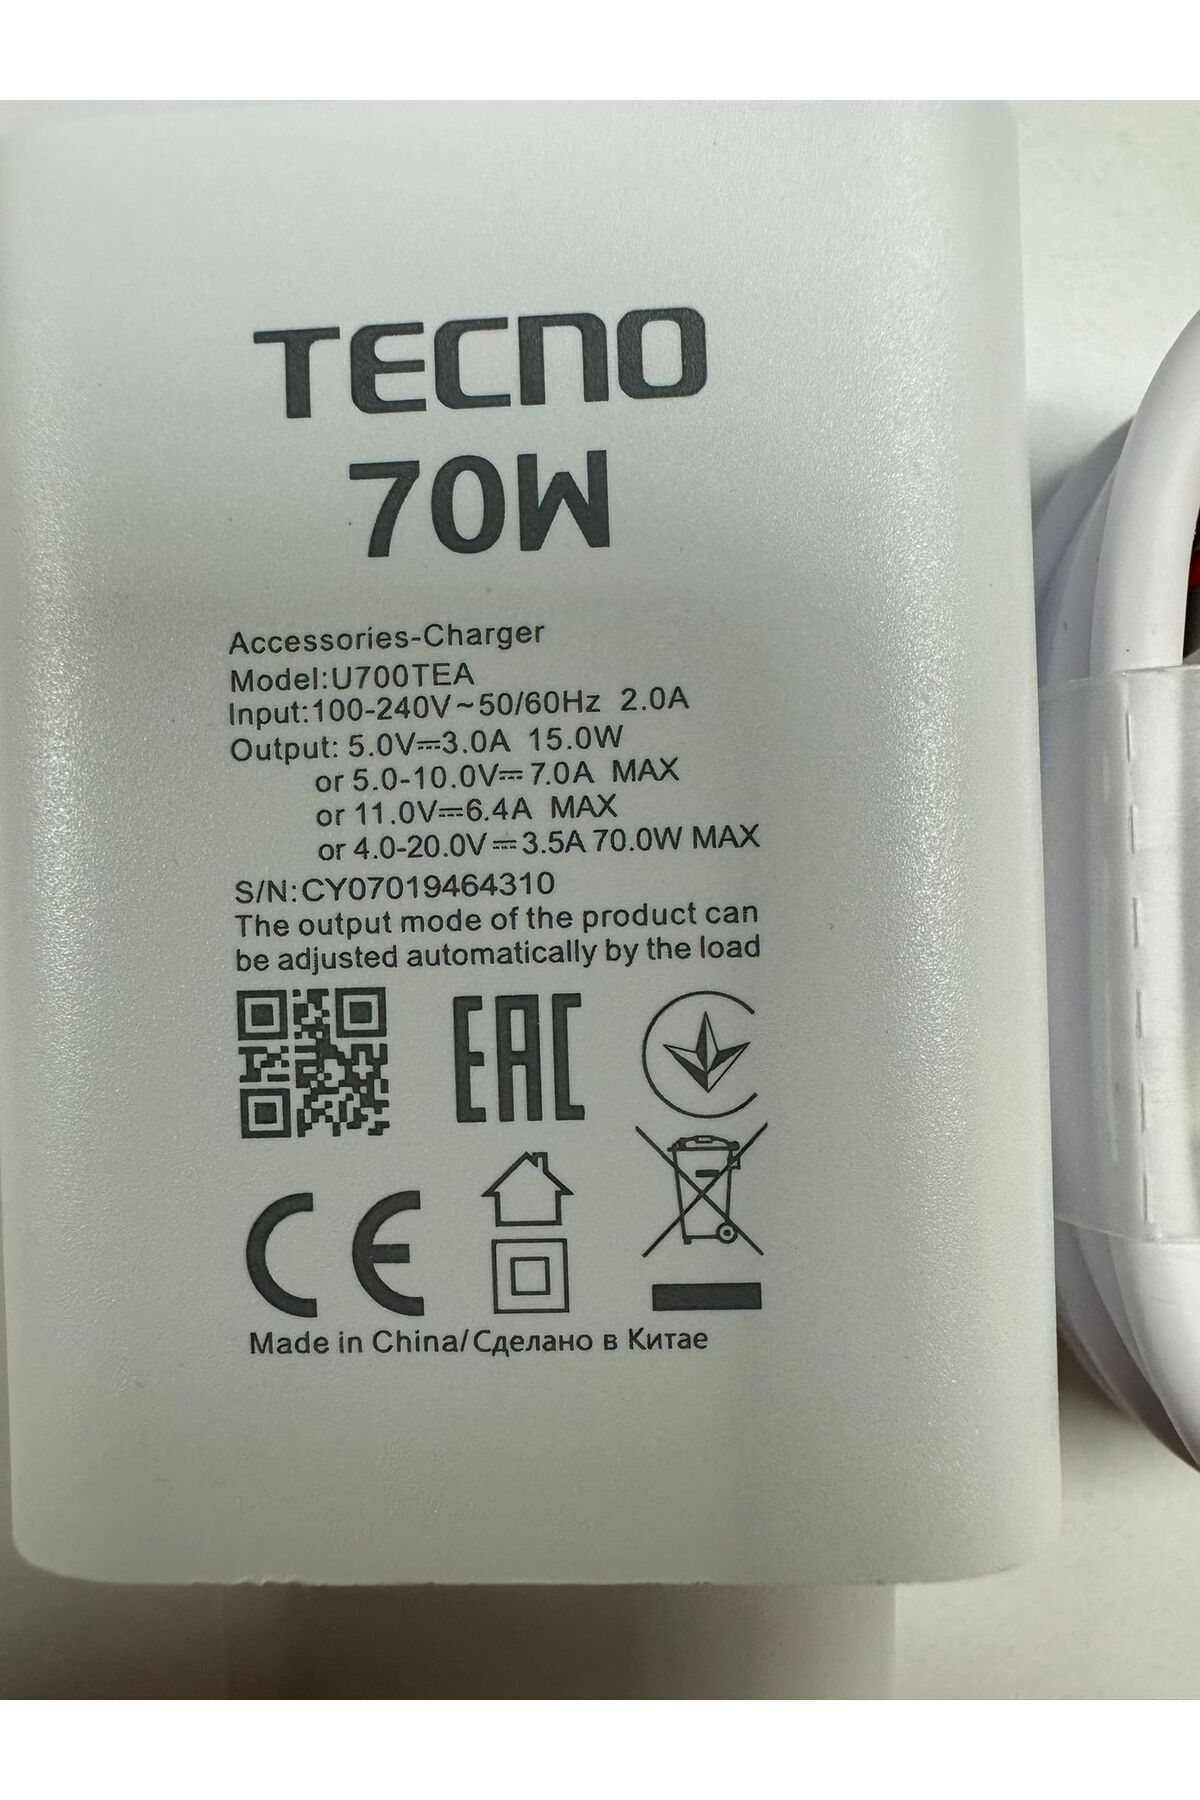 TECNO
70W
Accessories-Charger
Model:U700TEA
Input:100-240V~50/60Hz 2.0A
Output: 5.0V⎓3.0A 15.0W
or 5.0-10.0V⎓7.0A MAX
or 11.0V⎓6.4A MAX
or 4.0-20.0V⎓3.5A 70.0W MAX
S/N:CY07019464310
The output mode of the product can
be adjusted automatically by the load
EAC
CE
Made in China/Сделано в Китае